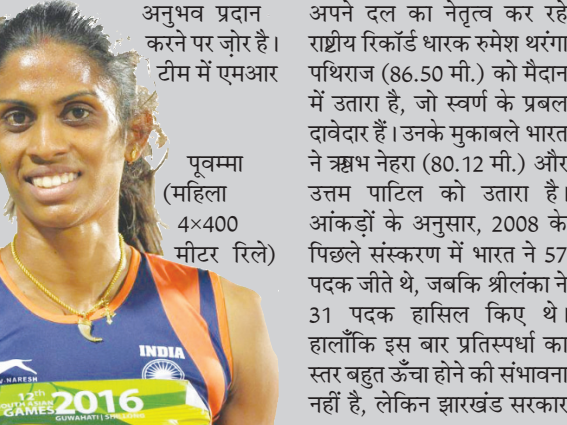 अनुभव प्रदान
करने पर ज़ोर है।
टीम में एमआर
पूवम्मा
(महिला
4×400
मीटर रिले)
अपने दल का नेतृत्व कर रहे
राष्ट्रीय रिकॉर्ड धारक रुमेश थरंगा
पथिराज (86.50 मी.) को मैदान
में उतारा है, जो स्वर्ण के प्रबल
दावेदार हैं। उनके मुकाबले भारत
ने ऋषभ नेहरा (80.12 मी.) और
उत्तम पाटिल को उतारा है।
आंकड़ों के अनुसार, 2008 के
पिछले संस्करण में भारत ने 57
पदक जीते थे, जबकि श्रीलंका ने
31 पदक हासिल किए थे।
हालाँकि इस बार प्रतिस्पर्धा का
स्तर बहुत ऊँचा होने की संभावना
नहीं है, लेकिन झारखंड सरकार
INDIA
V.NARESH
12th
SOUTH ASIAN
GAMES 2016
GUWAHATI | SHILLONG